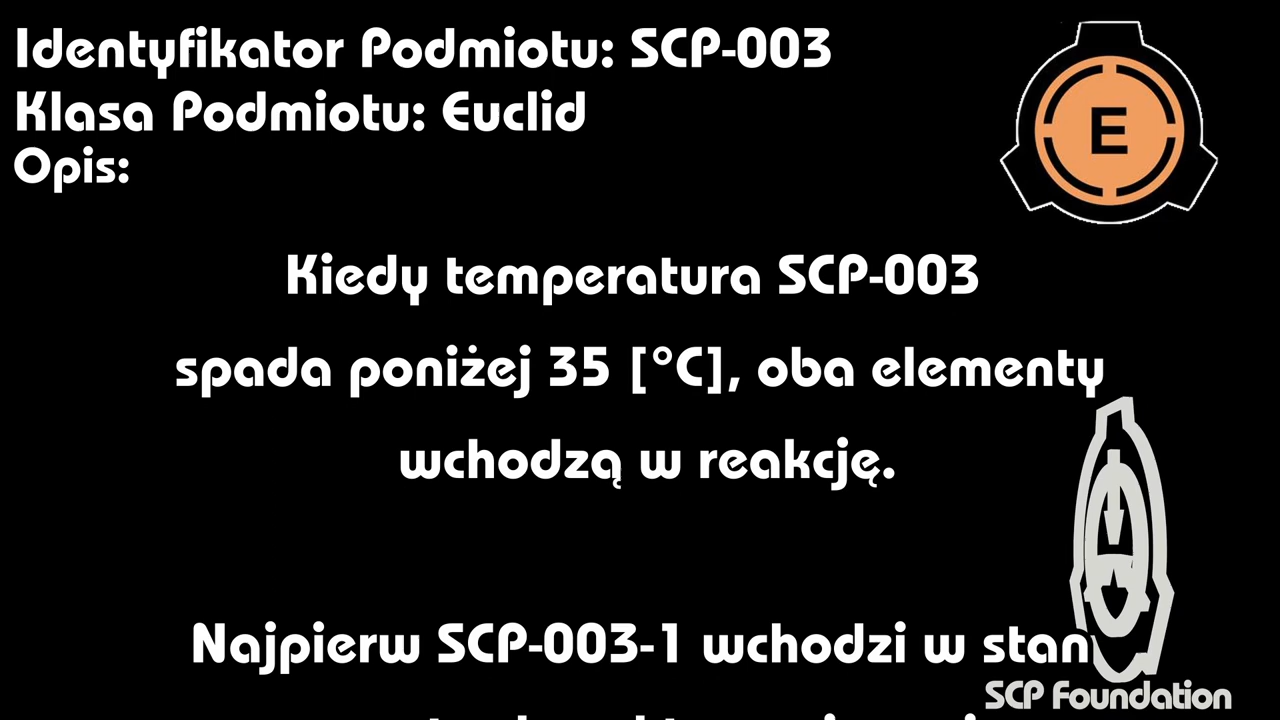 Identyfikator Podmiotu: SCP-003
Klasa Podmiotu: Euclid
E
Opis:
Kiedy temperatura SCP-003
spada poniżej 35 [°C], oba elementy
wchodzą w reakcję.
Najpierw SCP-003-1 wchodzi w stan
SCP Foundation